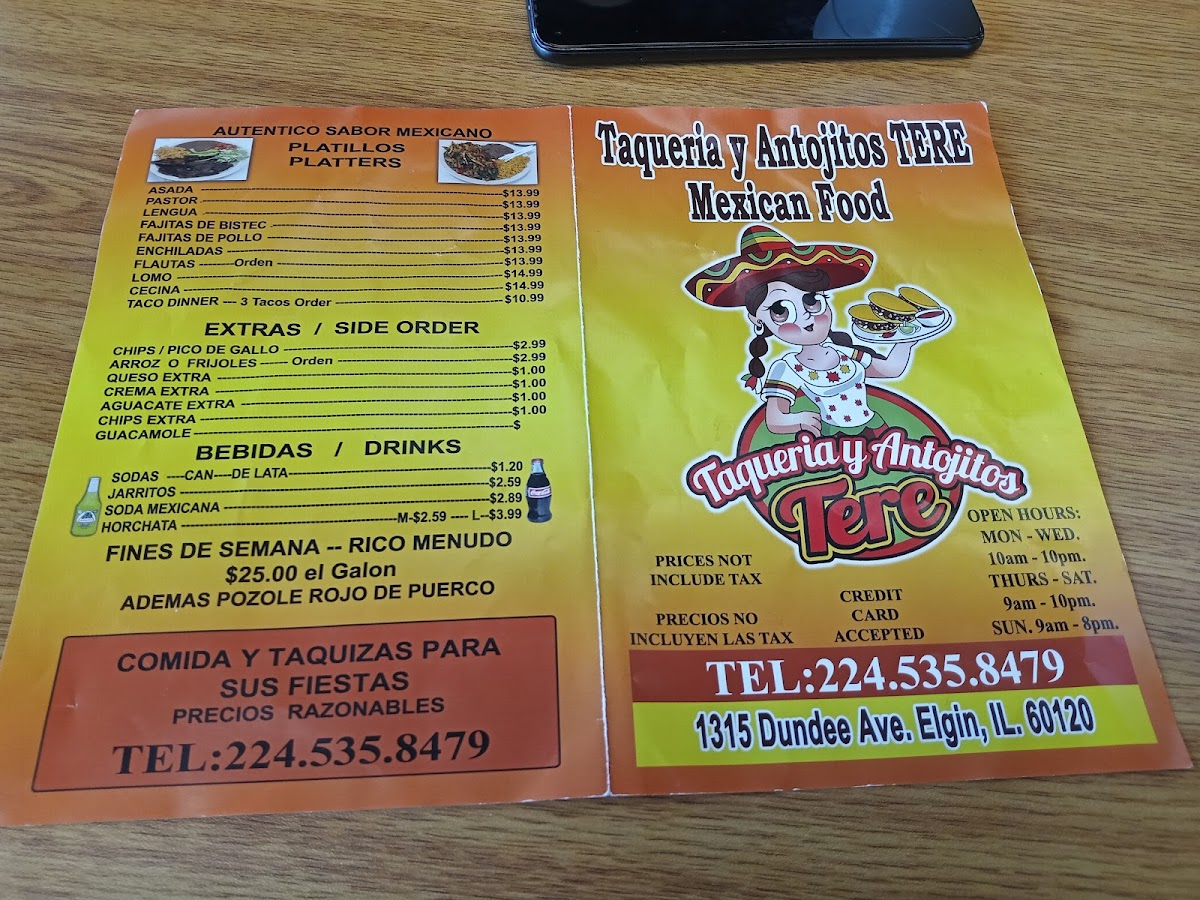 AUTENTICO SABOR MEXICANO
PLATILLOS
PLATTERS
ASADA $13.99
PASTOR $13.99
LENGUA $13.99
FAJITAS DE BISTEC $13.99
FAJITAS DE POLLO $13.99
ENCHILADAS $13.99
FLAUTAS -------Orden $13.99
LOMO $14.99
CECINA $14.99
TACO DINNER --- 3 Tacos Order $10.99
EXTRAS / SIDE ORDER
CHIPS / PICO DE GALLO $2.99
ARROZ O FRIJOLES ------ Orden $2.99
QUESO EXTRA $1.00
CREMA EXTRA $1.00
AGUACATE EXTRA $1.00
CHIPS EXTRA $1.00
GUACAMOLE $
BEBIDAS / DRINKS
SODAS ----CAN----DE LATA $1.20
JARRITOS $2.59
SODA MEXICANA $2.89
HORCHATA M-$2.59 ---- L--$3.99
FINES DE SEMANA -- RICO MENUDO
$25.00 el Galon
ADEMAS POZOLE ROJO DE PUERCO
COMIDA Y TAQUIZAS PARA
SUS FIESTAS
PRECIOS RAZONABLES
TEL:224.535.8479
Taqueria y Antojitos TERE
Mexican Food
Taqueria y Antojitos
Tere
PRICES NOT
INCLUDE TAX
PRECIOS NO
INCLUYEN LAS TAX
CREDIT
CARD
ACCEPTED
OPEN HOURS:
MON - WED.
10am - 10pm.
THURS - SAT.
9am - 10pm.
SUN. 9am - 8pm.
TEL:224.535.8479
1315 Dundee Ave. Elgin, IL. 60120